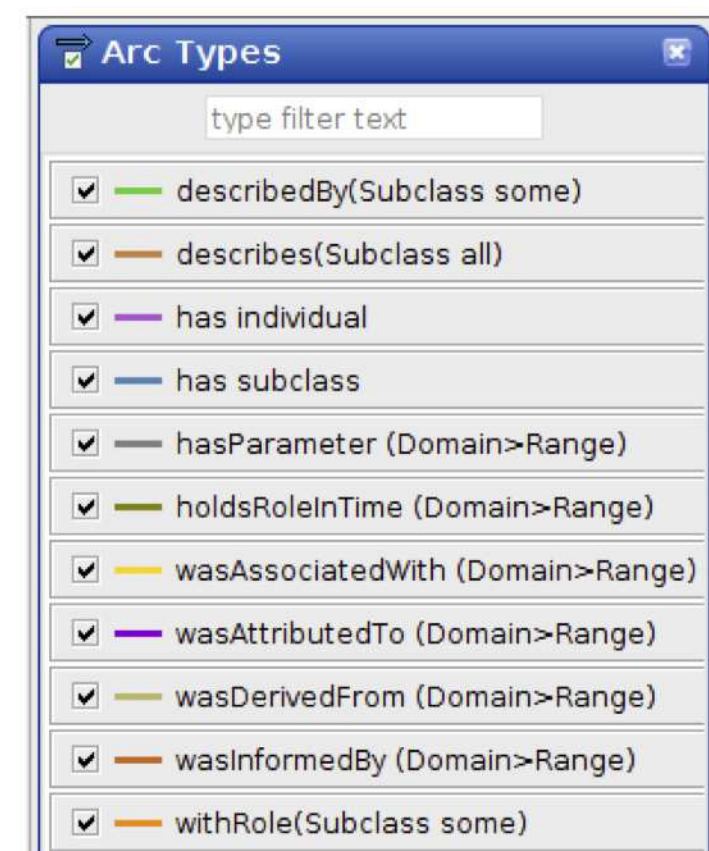 Arc Types
type filter text
describedBy(Subclass some)
describes(Subclass all)
has individual
has subclass
hasParameter (Domain>Range)
holdsRoleInTime (Domain>Range)
wasAssociatedWith (Domain>Range)
wasAttributedTo (Domain>Range)
wasDerivedFrom (Domain>Range)
wasInformedBy (Domain>Range)
withRole(Subclass some)